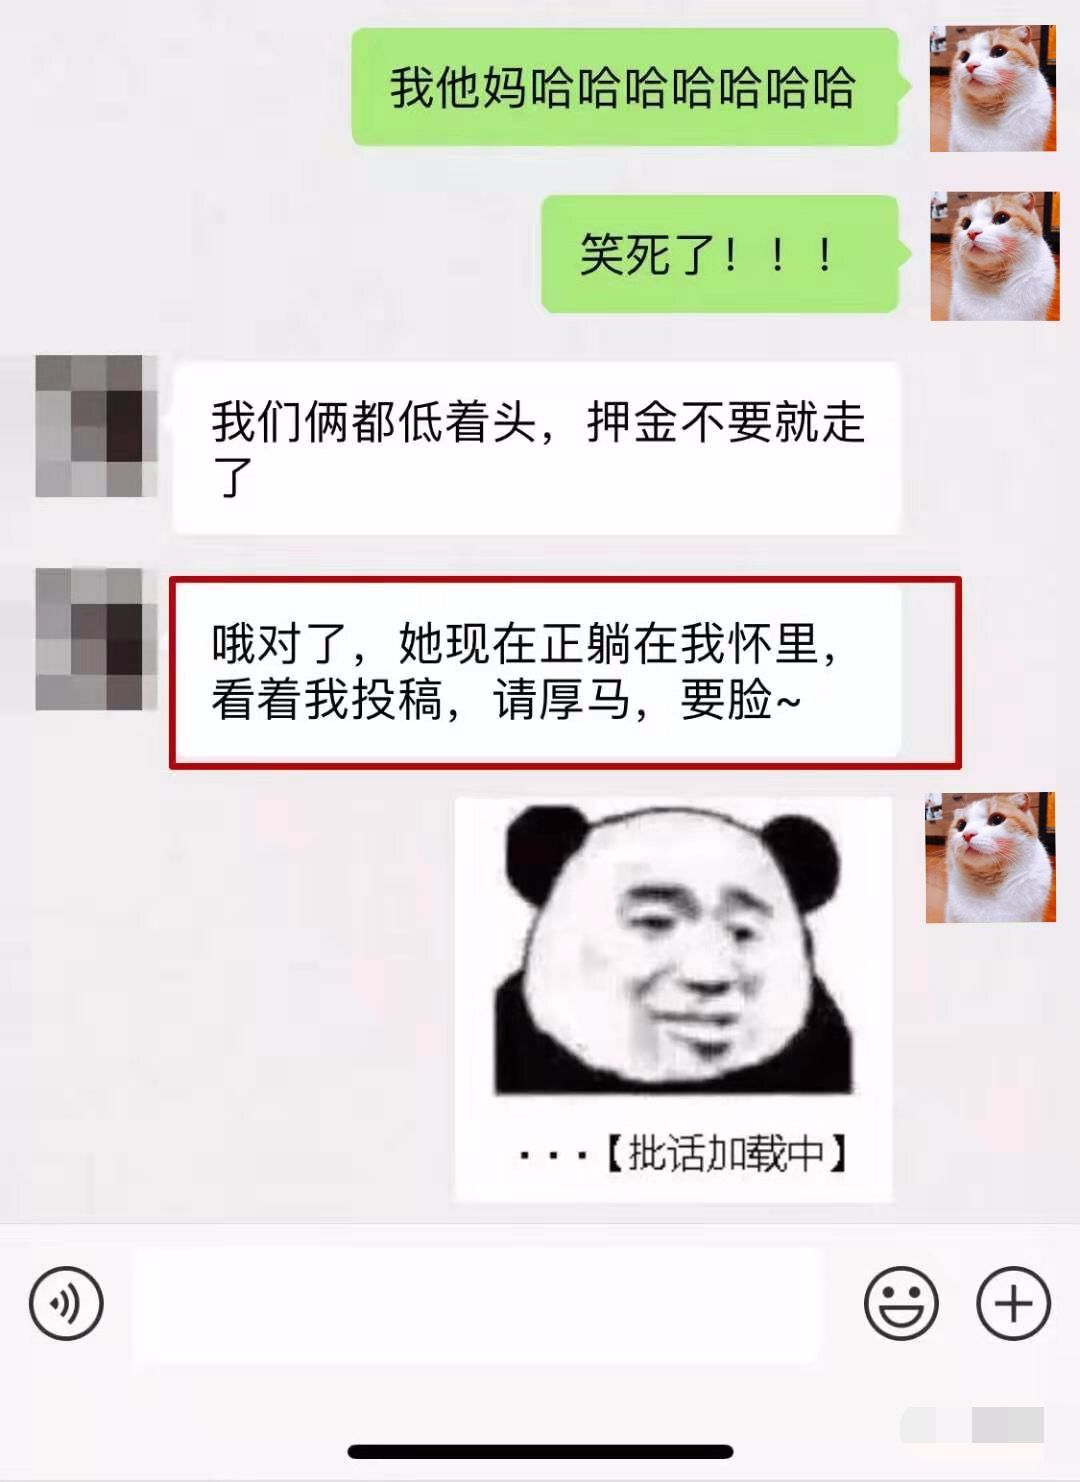 我他妈哈哈哈哈哈哈哈
笑死了！！！
我们俩都低着头，押金不要就走
了
哦对了，她现在正躺在我怀里，
看着我投稿，请厚马，要脸~
···【批话加载中】